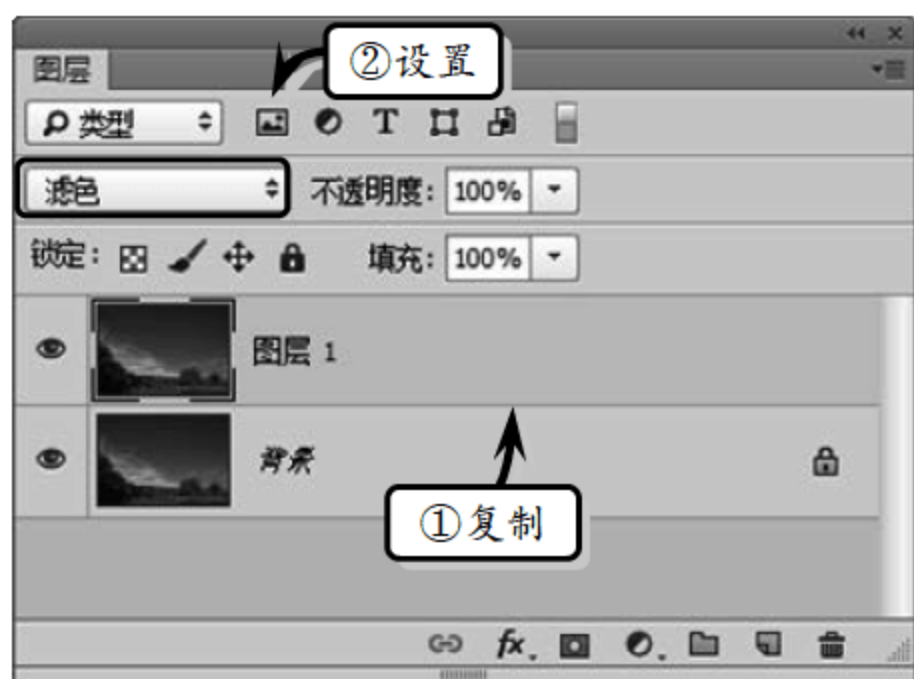 ②设置
图层
类型
T
滤色 不透明度: 100%
锁定: 填充: 100%
图层 1
背景
①复制
fx